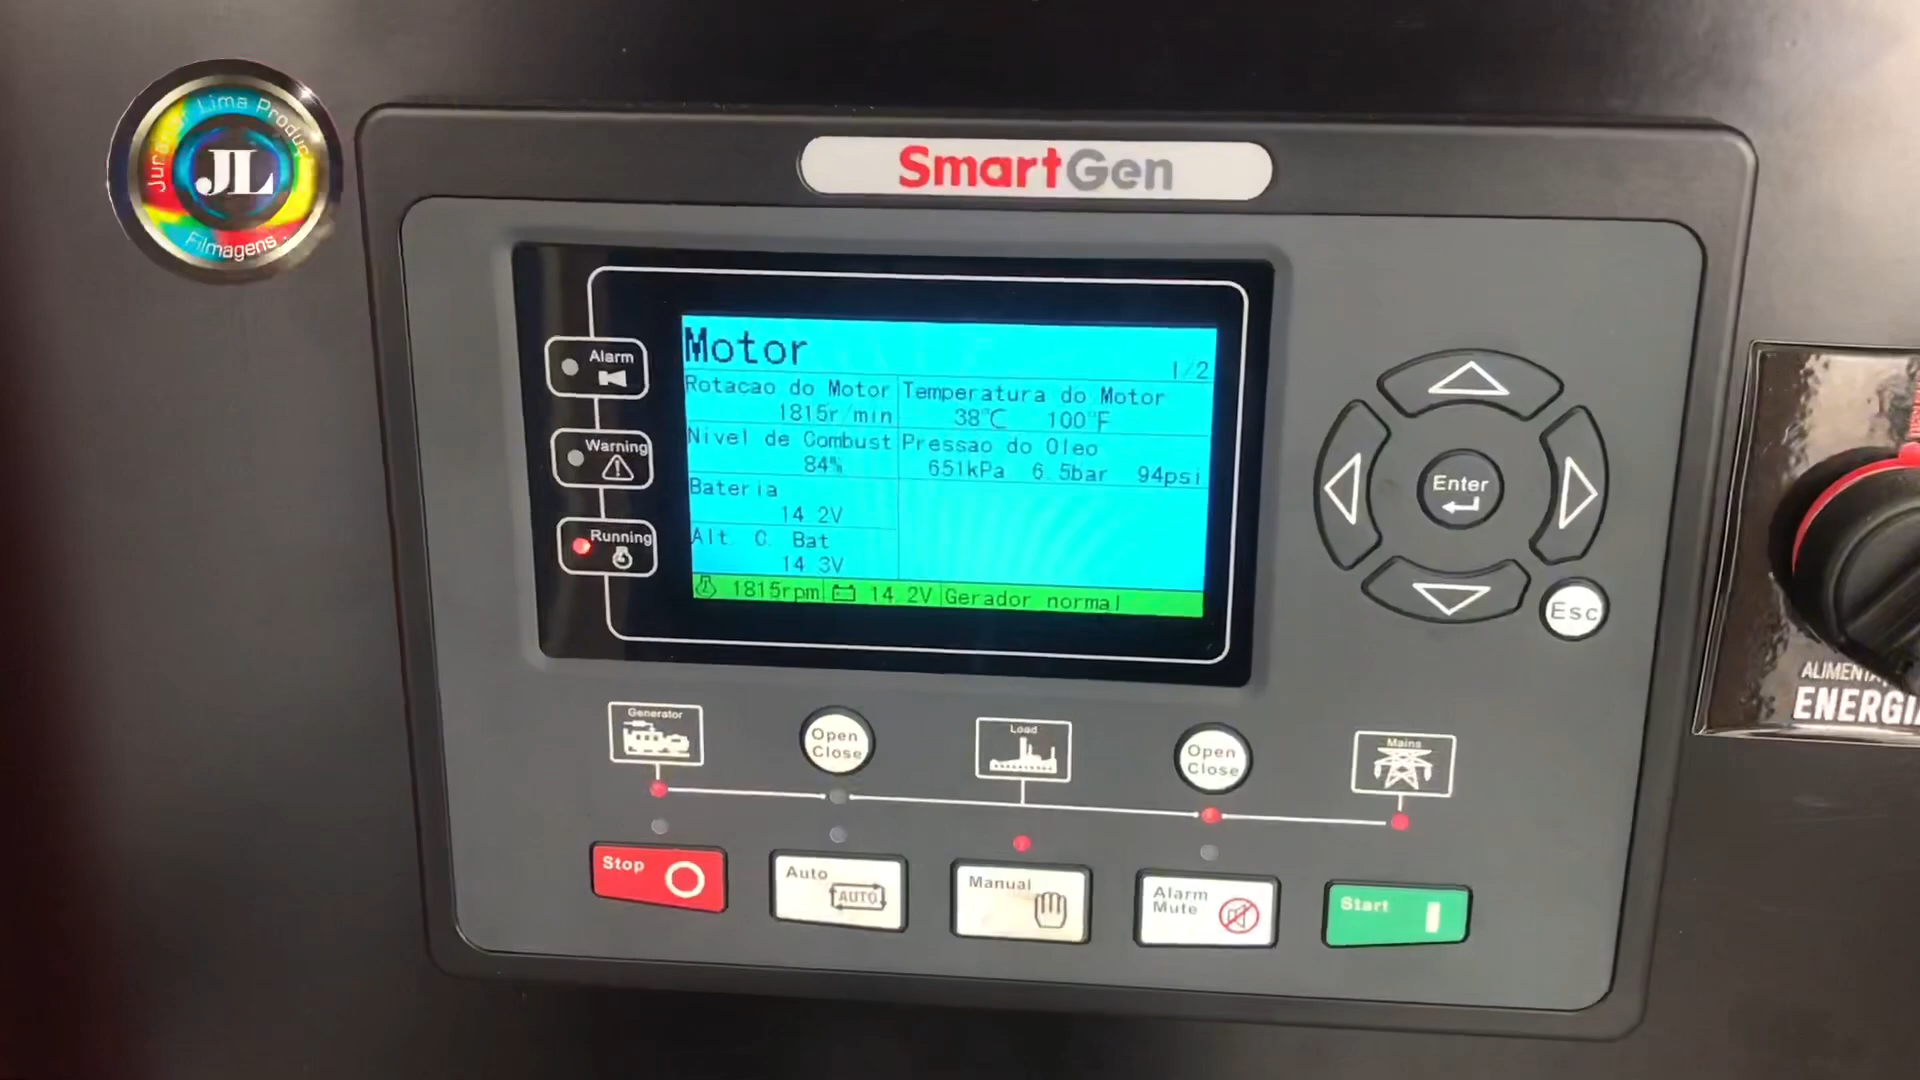 Lima Produc
JL
Filmagens
SmartGen
Alarm
Warning
Running
Motor
1/2
Rotacao do Motor
1815r/min
Temperatura do Motor
38℃ 100℉
Nivel de Combust
84%
Pressao do Oleo
651kPa 6.5bar 94psi
Bateria
14.2V
Alt. C. Bat
14.3V
1815rpm 14.2V Gerador normal
Enter
Esc
Generator
Open
Close
Load
Open
Close
Mains
Stop
Auto
AUTO
Manual
Alarm
Mute
Start
ENERGIA